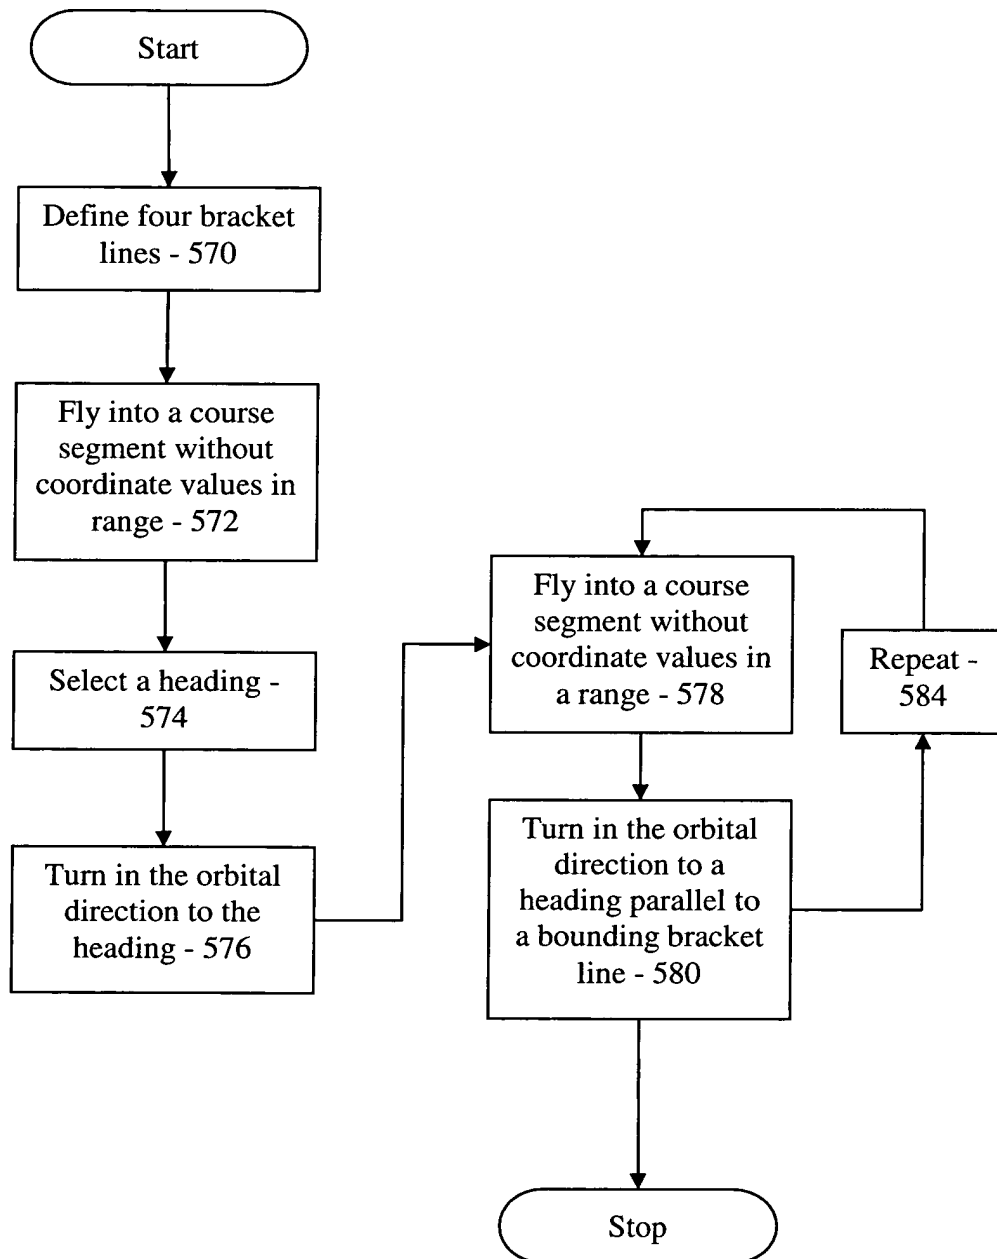 Start
Define four bracket
lines - 570
Fly into a course
segment without
coordinate values in
range - 572
Select a heading -
574
Turn in the orbital
direction to the
heading - 576
Fly into a course
segment without
coordinate values in
a range - 578
Repeat -
584
Turn in the orbital
direction to a
heading parallel to
a bounding bracket
line - 580
Stop